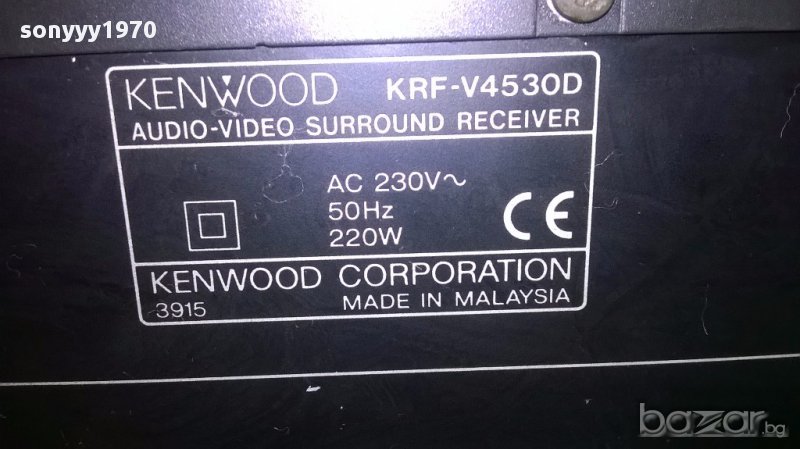 sonyyy1970
KENWOOD KRF-V4530D
AUDIO-VIDEO SURROUND RECEIVER
AC 230V~
50Hz
220W
CE
KENWOOD CORPORATION
3915 MADE IN MALAYSIA
bazar.bg